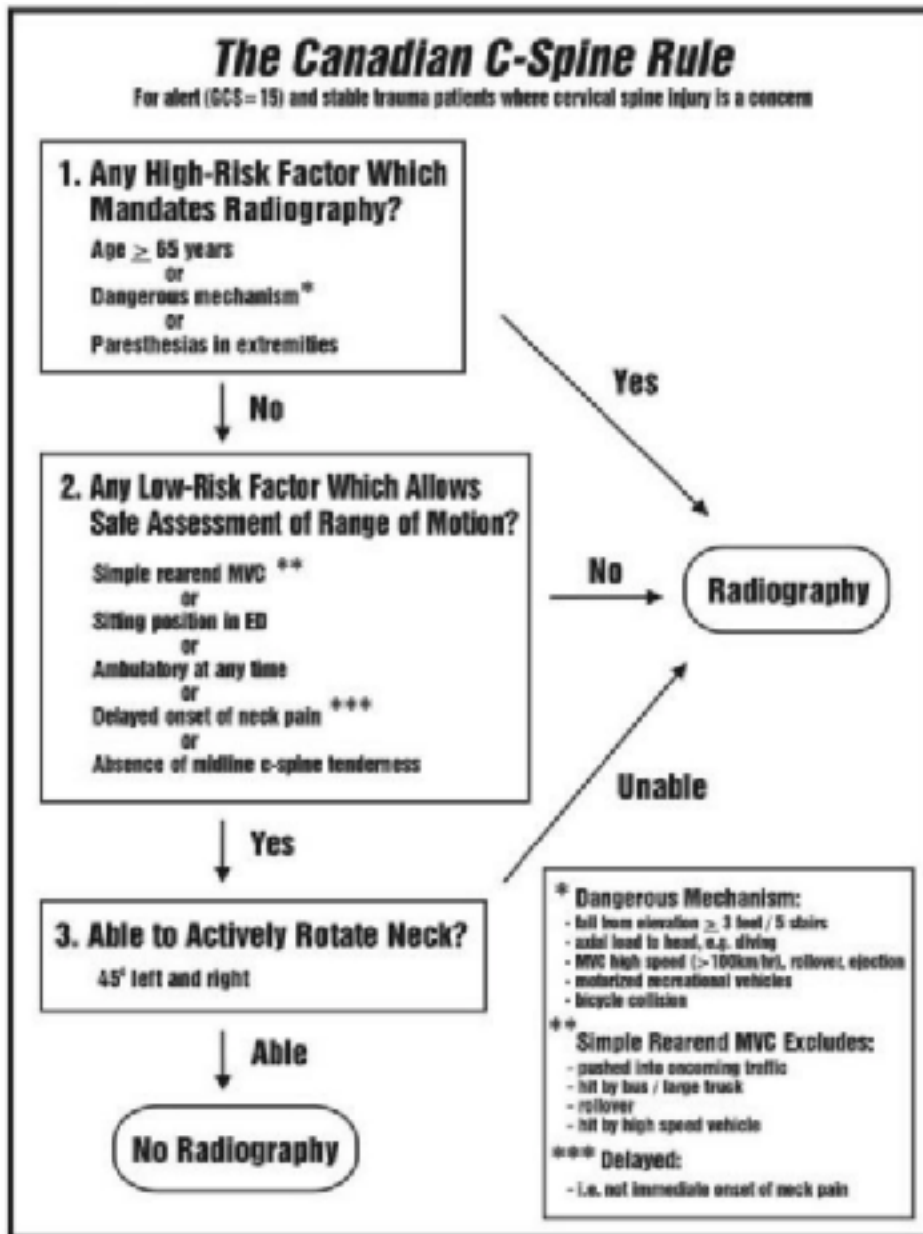 The Canadian C-Spine Rule
For alert (GCS = 15) and stable trauma patients where cervical spine injury is a concern
1. Any High-Risk Factor Which
Mandates Radiography?
Age ≥ 65 years
or
Dangerous mechanism*
or
Paresthesias in extremities
Yes
No
2. Any Low-Risk Factor Which Allows
Safe Assessment of Range of Motion?
Simple rearend MVC **
or
Sitting position in ED
or
Ambulatory at any time
or
Delayed onset of neck pain ***
or
Absence of midline c-spine tenderness
No
Radiography
Unable
Yes
3. Able to Actively Rotate Neck?
45° left and right
Able
No Radiography
* Dangerous Mechanism:
- fall from elevation ≥ 3 feet / 5 stairs
- axial load to head, e.g. diving
- MVC high speed (>100km/hr), rollover, ejection
- motorized recreational vehicles
- bicycle collision
** Simple Rearend MVC Excludes:
- pushed into oncoming traffic
- hit by bus / large truck
- rollover
- hit by high speed vehicle
*** Delayed:
- i.e. not immediate onset of neck pain